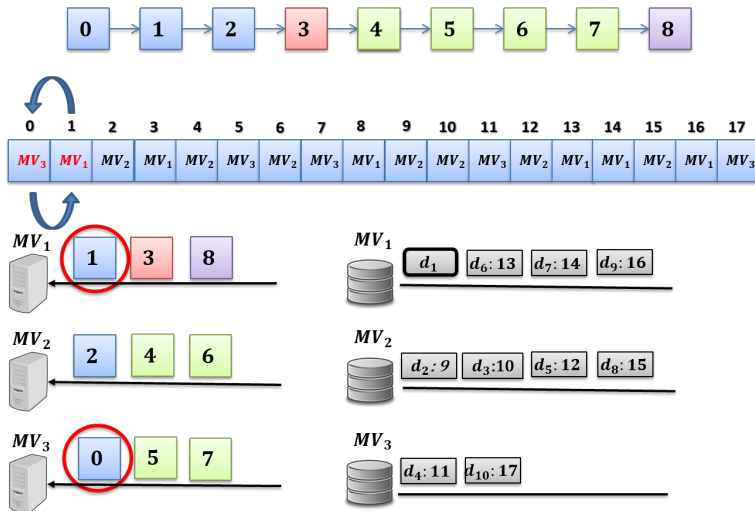 0 1 2 3 4 5 6 7 8
0 1 2 3 4 5 6 7 8 9 10 11 12 13 14 15 16 17
MV₃ MV₁ MV₂ MV₁ MV₂ MV₃ MV₂ MV₃ MV₁ MV₂ MV₂ MV₃ MV₂ MV₁ MV₁ MV₂ MV₁ MV₃
MV₁
1 3 8
MV₁
d₁ d₆: 13 d₇: 14 d₉: 16
MV₂
2 4 6
MV₂
d₂: 9 d₃:10 d₅: 12 d₈: 15
MV₃
0 5 7
MV₃
d₄: 11 d₁₀: 17